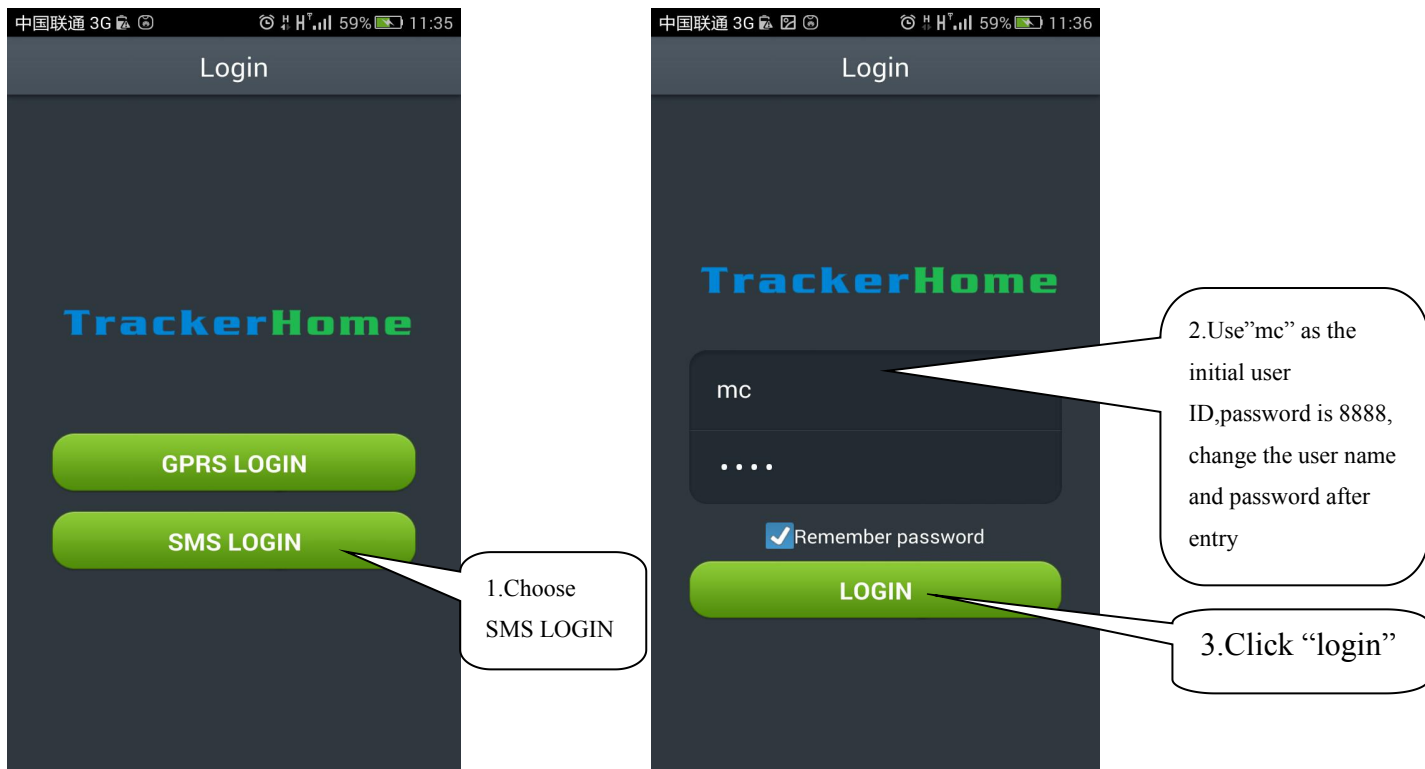 中国联通 3G 59% 11:35
Login
TrackerHome
GPRS LOGIN
SMS LOGIN
1.Choose
SMS LOGIN
中国联通 3G 59% 11:36
Login
TrackerHome
mc
••••
Remember password
LOGIN
2.Use”mc” as the
initial user
ID,password is 8888,
change the user name
and password after
entry
3.Click “login”